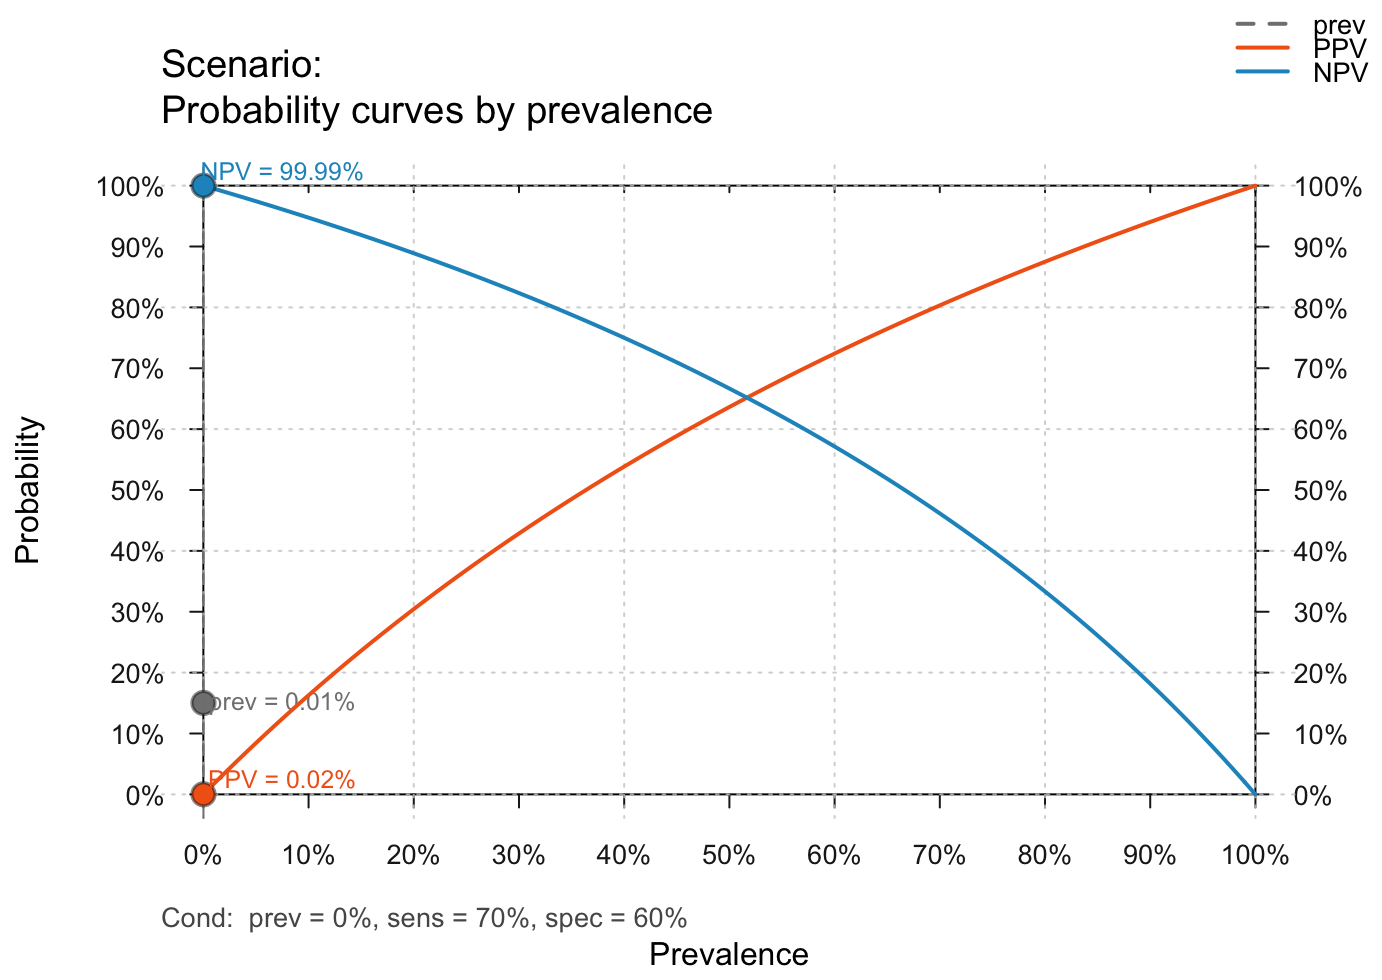 prev
PPV
NPV
Scenario:
Probability curves by prevalence
NPV = 99.99%
100%
90%
80%
70%
60%
50%
40%
30%
20%
10%
0%
100%
90%
80%
70%
60%
50%
40%
30%
20%
10%
0%
Probability
prev = 0.01%
PPV = 0.02%
0% 10% 20% 30% 40% 50% 60% 70% 80% 90% 100%
Cond:  prev = 0%, sens = 70%, spec = 60%
Prevalence